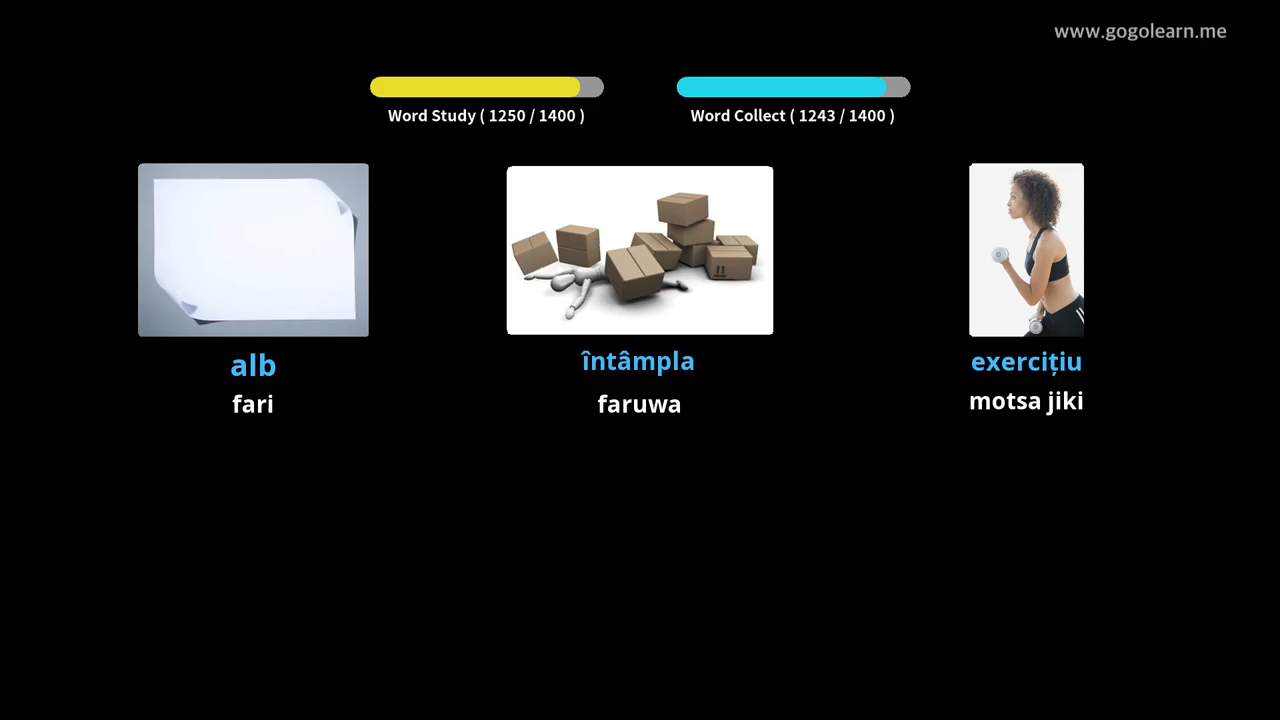 www.gogolearn.me
Word Study ( 1250 / 1400 )
Word Collect ( 1243 / 1400 )
alb
fari
întâmpla
faruwa
exercițiu
motsa jiki